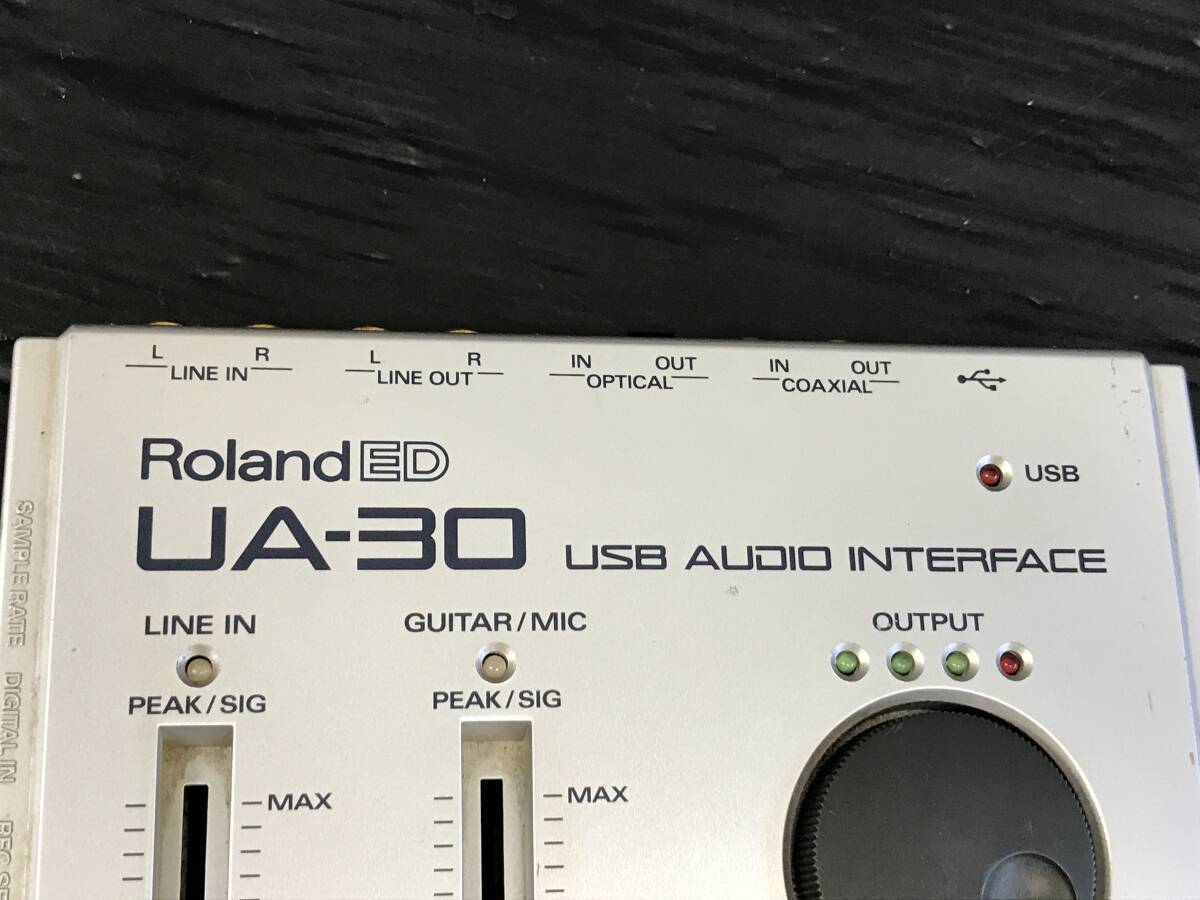 L R L R IN OUT IN OUT
LINE IN LINE OUT OPTICAL COAXIAL
Roland ED
USB
UA-30 USB AUDIO INTERFACE
LINE IN GUITAR/MIC OUTPUT
PEAK/SIG PEAK/SIG
MAX MAX
SAMPLE RATE DIGITAL IN